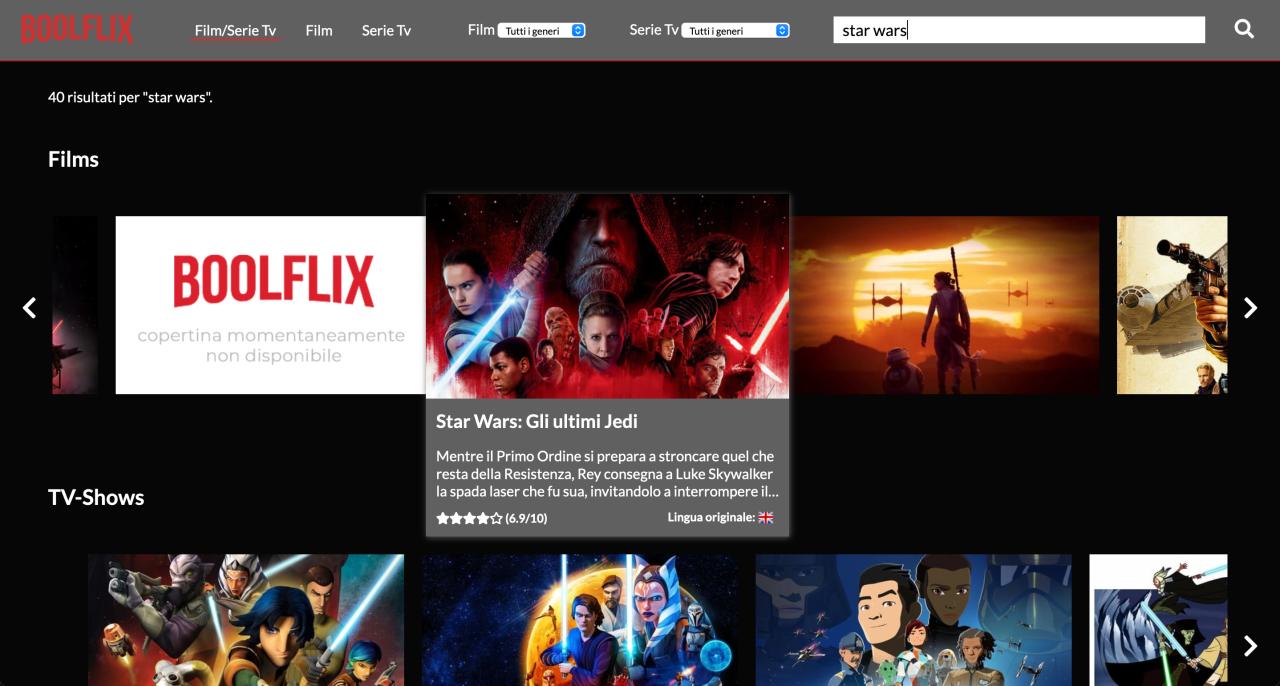 BOOLFLIX
Film/Serie Tv Film Serie Tv Film Tutti i generi Serie Tv Tutti i generi star wars
40 risultati per "star wars".
Films
BOOLFLIX
copertina momentaneamente
non disponibile
Star Wars: Gli ultimi Jedi
Mentre il Primo Ordine si prepara a stroncare quel che
resta della Resistenza, Rey consegna a Luke Skywalker
la spada laser che fu sua, invitandolo a interrompere il...
(6.9/10) Lingua originale:
TV-Shows